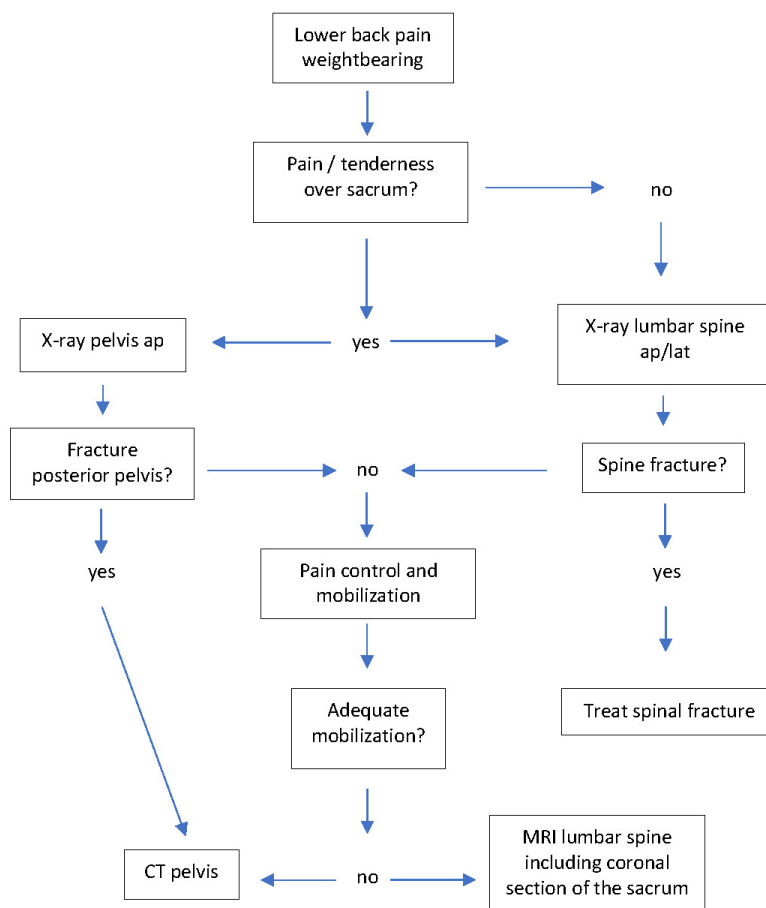 Lower back pain
weightbearing
Pain / tenderness
over sacrum?
no
X-ray pelvis ap
yes
X-ray lumbar spine
ap/lat
Fracture
posterior pelvis?
no
Spine fracture?
yes
Pain control and
mobilization
yes
Adequate
mobilization?
Treat spinal fracture
CT pelvis
no
MRI lumbar spine
including coronal
section of the sacrum